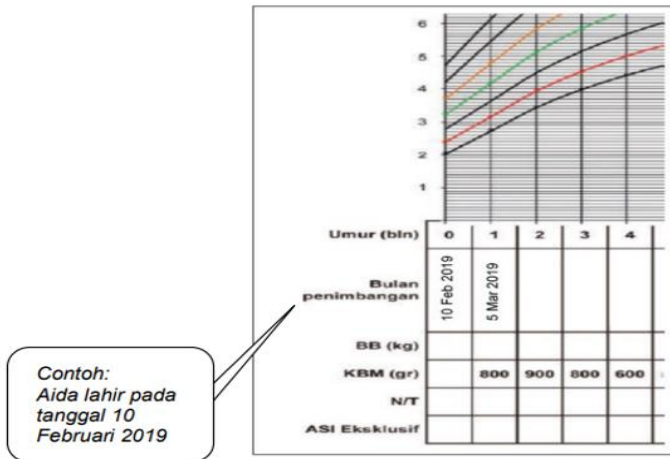 6
5
4
3
2
1
Umur (bln) 0 1 2 3 4
Bulan penimbangan
10 Feb 2019
5 Mar 2019
BB (kg)
KBM (gr) 800 900 800 600
N/T
ASI Eksklusif
Contoh:
Aida lahir pada
tanggal 10
Februari 2019